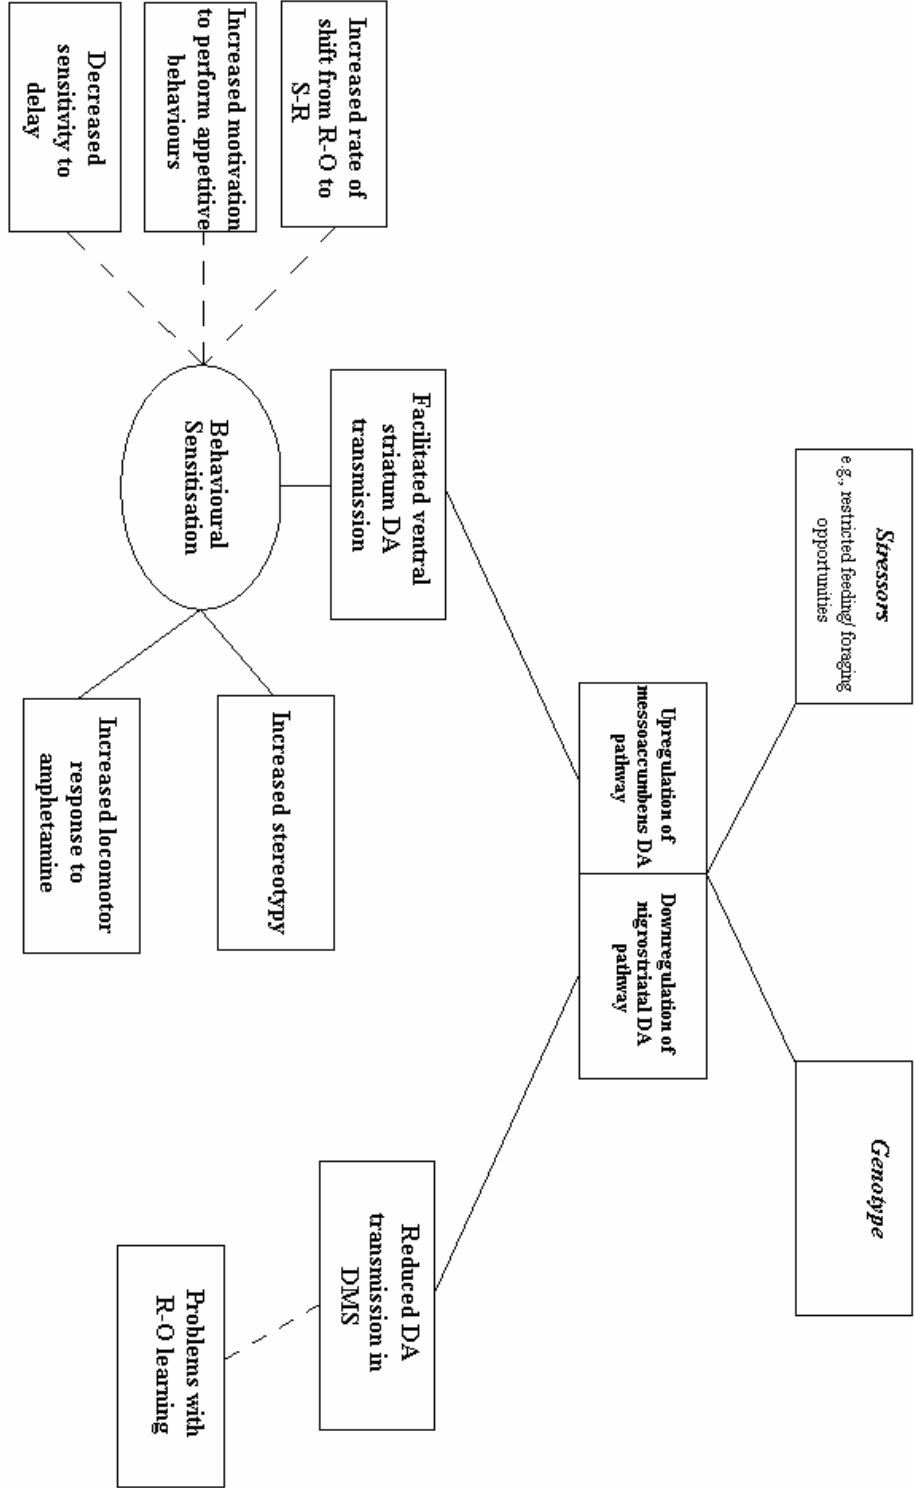 Stressors
e.g., restricted feeding/ foraging
opportunities
Genotype
Upregulation of
messoaccumbens DA
pathway
Downregulation of
nigrostriatal DA
pathway
Facilitated ventral
striatum DA
transmission
Reduced DA
transmission in
DMS
Increased rate of
shift from R-O to
S-R
Increased motivation
to perform appetitive
behaviours
Decreased
sensitivity to
delay
Behavioural
Sensitisation
Increased stereotypy
Increased locomotor
response to
amphetamine
Problems with
R-O learning